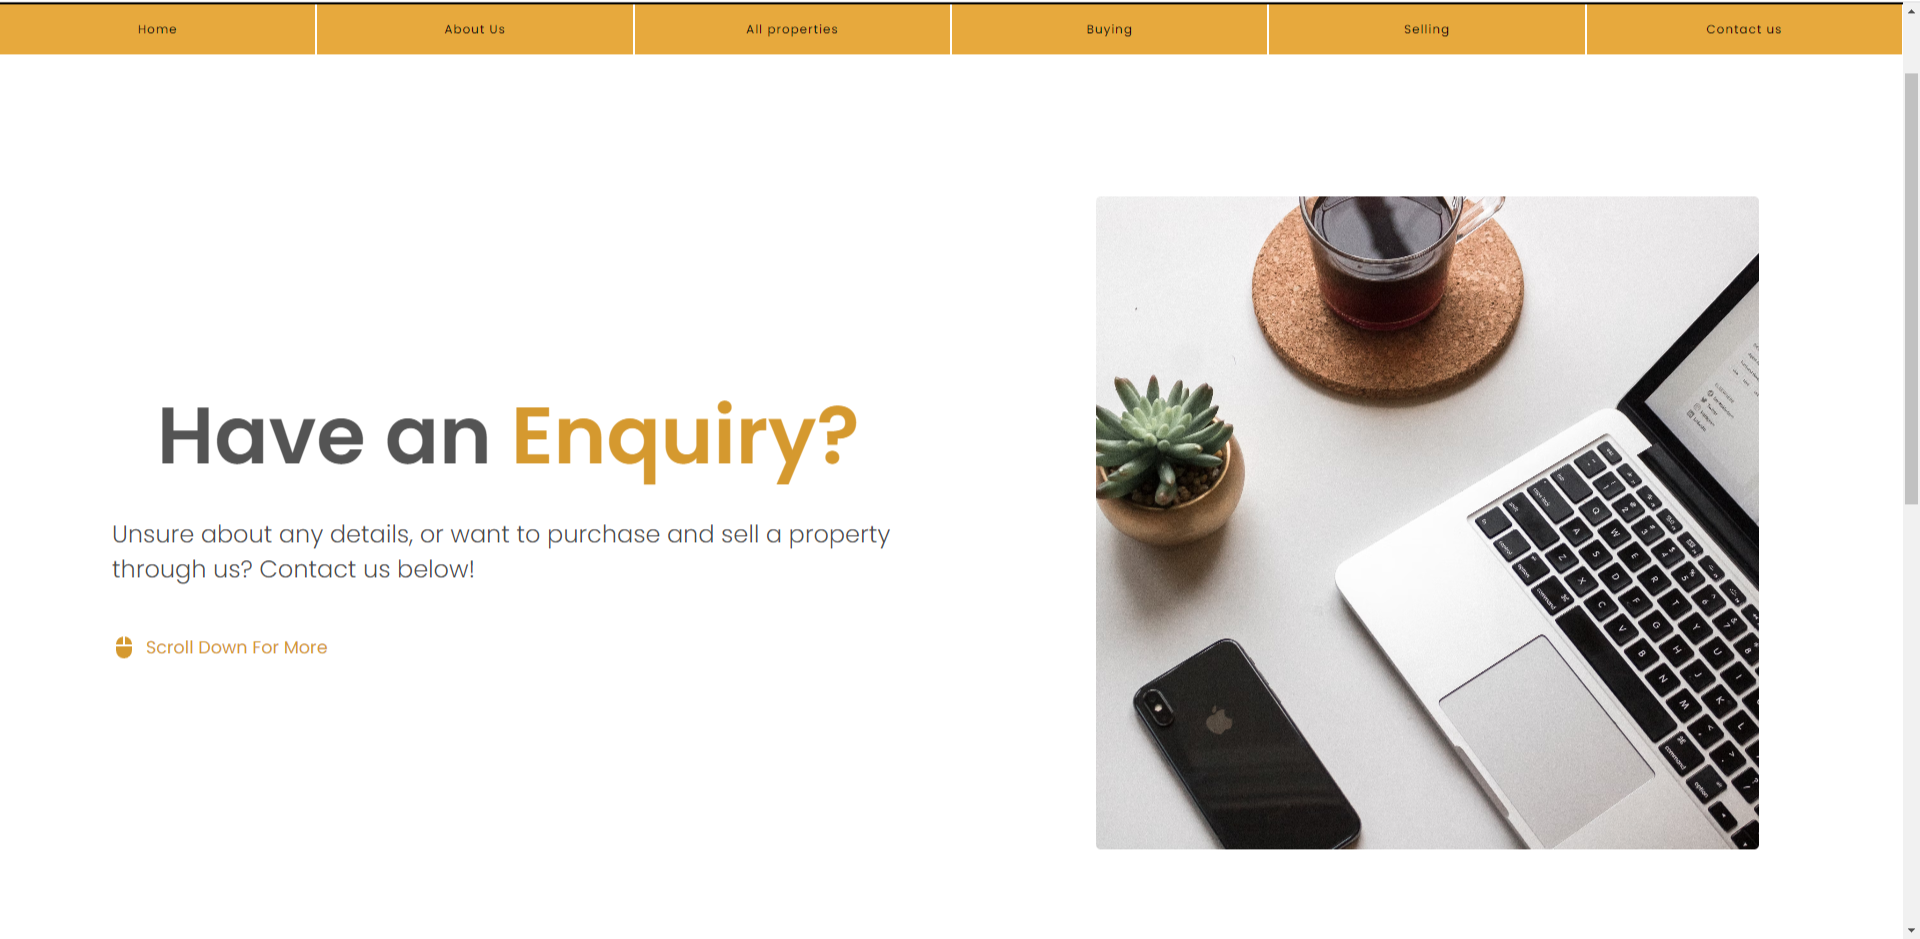 Home
About Us
All properties
Buying
Selling
Contact us
Have an Enquiry?
Unsure about any details, or want to purchase and sell a property
through us? Contact us below!
Scroll Down For More